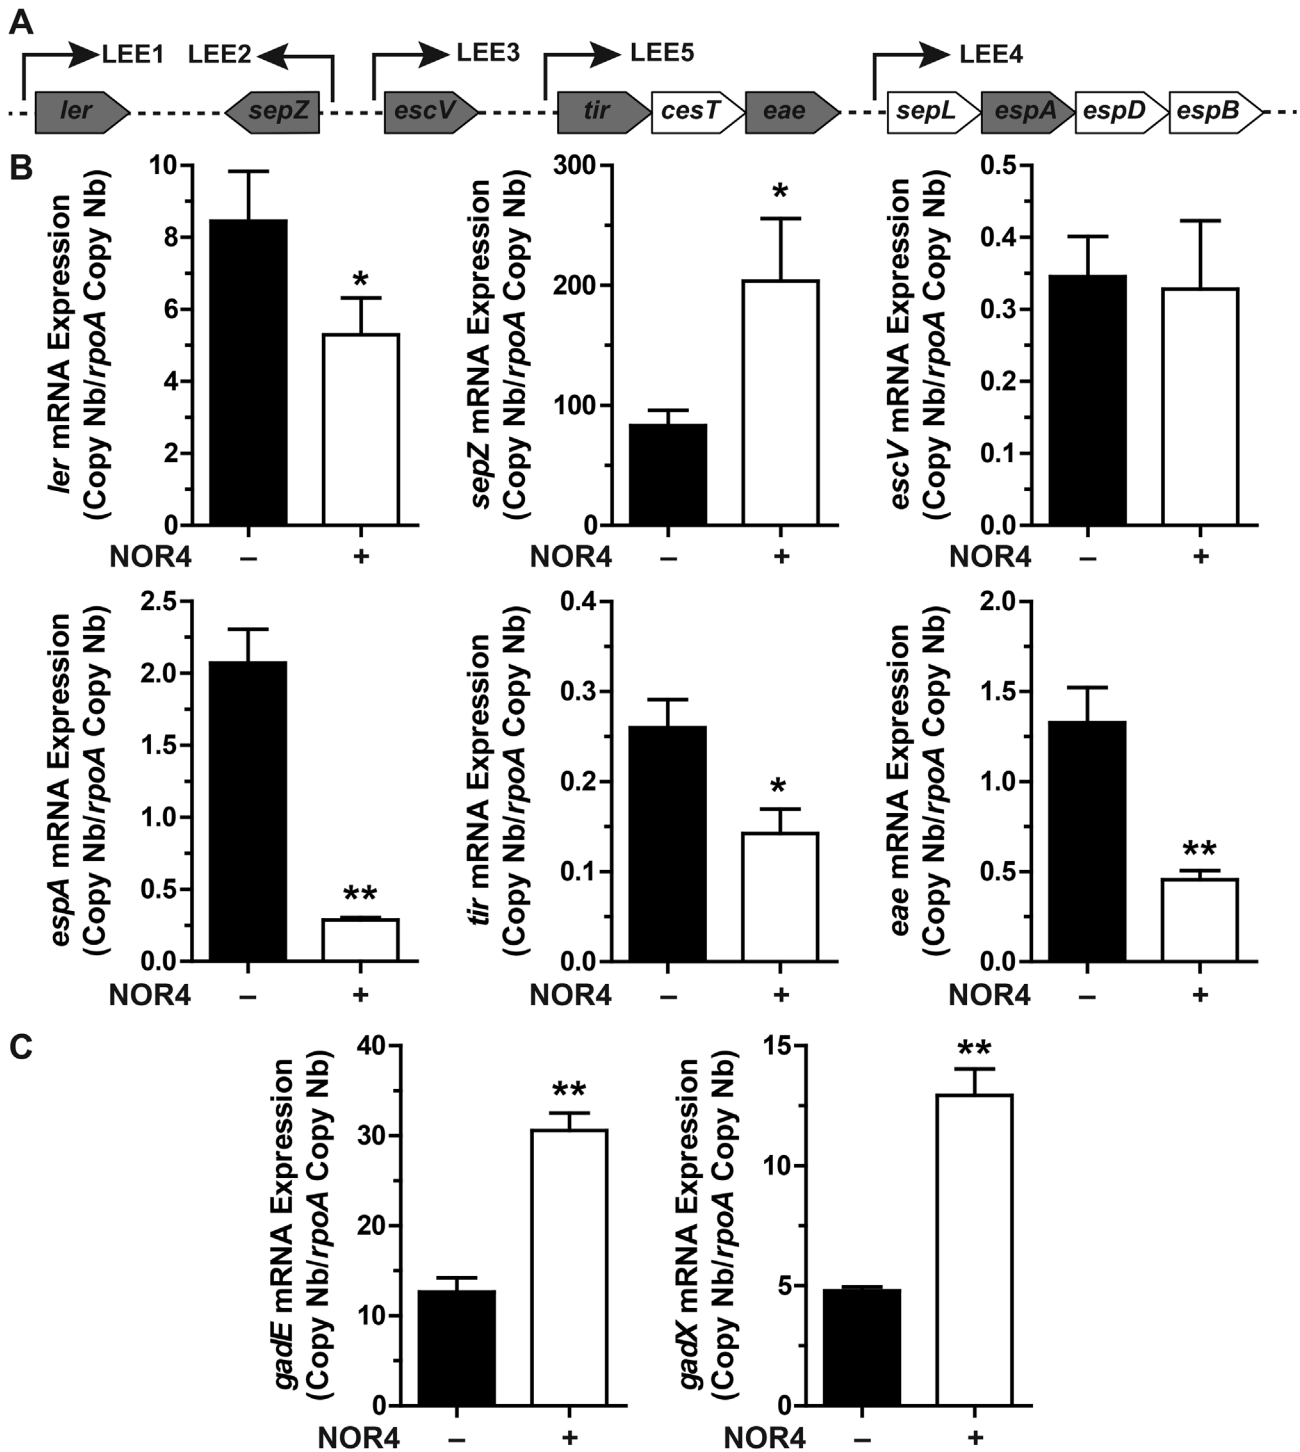 A
LEE1 LEE2 LEE3 LEE5 LEE4
ler sepZ escV tir cesT eae sepL espA espD espB
B
ler mRNA Expression
(Copy Nb/rpoA Copy Nb)
10
8
6
4
2
0
*
NOR4 – +
sepZ mRNA Expression
(Copy Nb/rpoA Copy Nb)
300
200
100
0
*
NOR4 – +
escV mRNA Expression
(Copy Nb/rpoA Copy Nb)
0.5
0.4
0.3
0.2
0.1
0.0
NOR4 – +
espA mRNA Expression
(Copy Nb/rpoA Copy Nb)
2.5
2.0
1.5
1.0
0.5
0.0
**
NOR4 – +
tir mRNA Expression
(Copy Nb/rpoA Copy Nb)
0.4
0.3
0.2
0.1
0.0
*
NOR4 – +
eae mRNA Expression
(Copy Nb/rpoA Copy Nb)
2.0
1.5
1.0
0.5
0.0
**
NOR4 – +
C
gadE mRNA Expression
(Copy Nb/rpoA Copy Nb)
40
30
20
10
0
**
NOR4 – +
gadX mRNA Expression
(Copy Nb/rpoA Copy Nb)
15
10
5
0
**
NOR4 – +